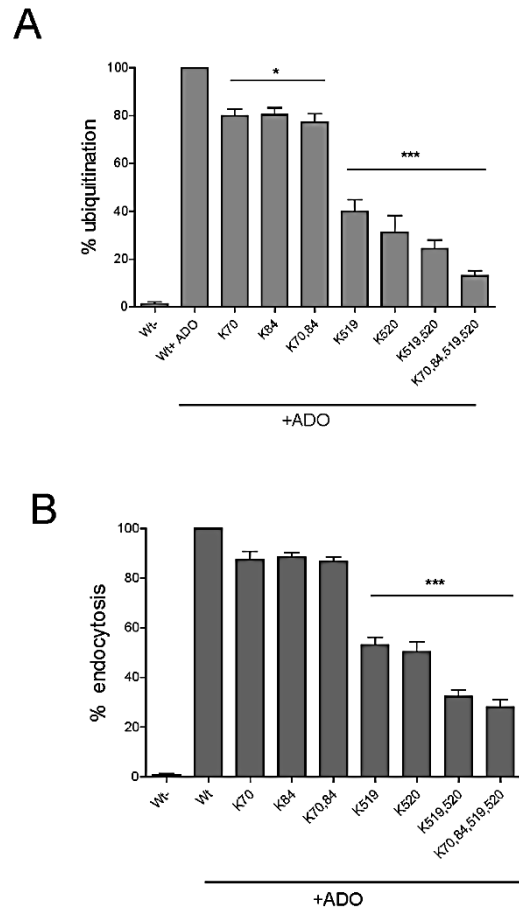 A
% ubiquitination
100
80
60
40
20
0
*
***
Wt-
Wt+ ADO
K70
K84
K70,84
K519
K520
K519,520
K70,84,519,520
+ADO
B
% endocytosis
100
80
60
40
20
0
***
Wt-
Wt
K70
K84
K70,84
K519
K520
K519,520
K70,84,519,520
+ADO